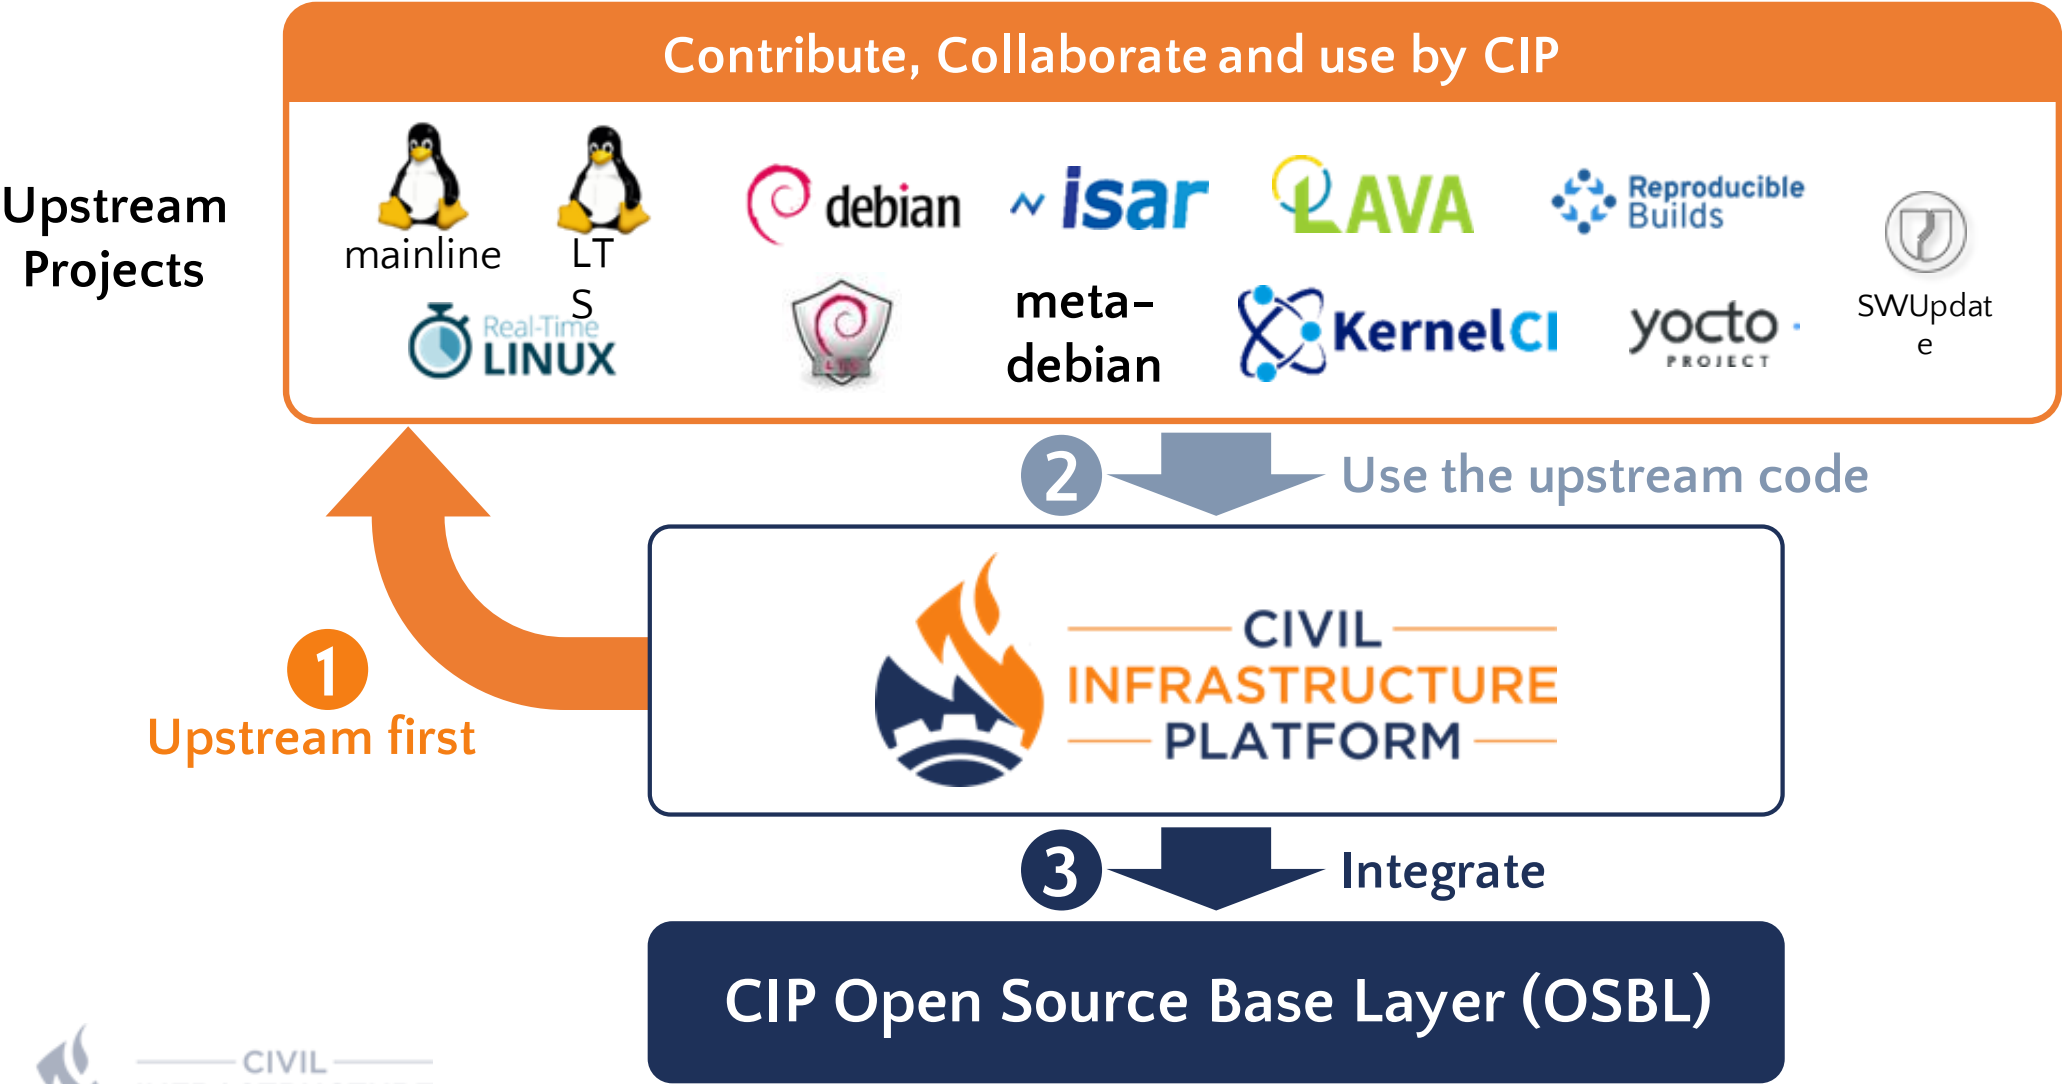 Contribute, Collaborate and use by CIP
Upstream
Projects
mainline
LT
S
Real-Time
LINUX
debian
isar
meta-
debian
LAVA
KernelCI
Reproducible
Builds
yocto
PROJECT
SWUpdat
e
2
Use the upstream code
1
Upstream first
CIVIL
INFRASTRUCTURE
PLATFORM
3
Integrate
CIP Open Source Base Layer (OSBL)
CIVIL